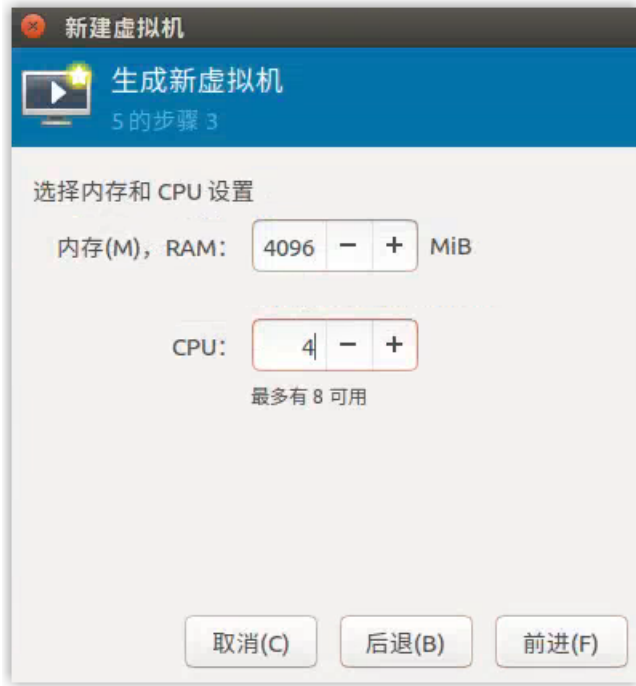 新建虚拟机
生成新虚拟机
5 的步骤 3
选择内存和 CPU 设置
内存(M)，RAM： 4096 − + MiB
CPU： 4 − +
最多有 8 可用
取消(C) 后退(B) 前进(F)